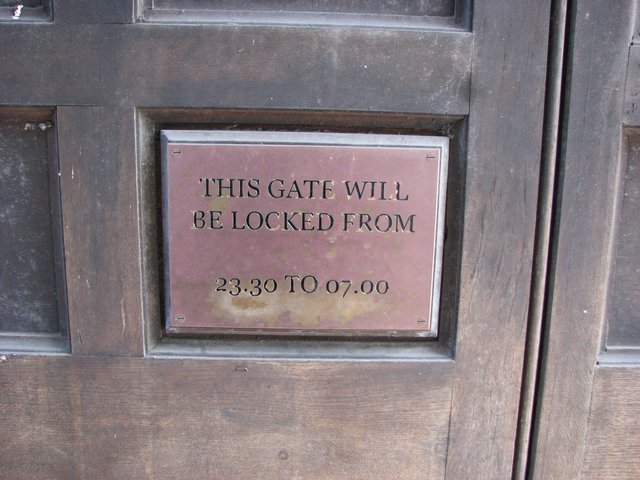 THIS GATE WILL
BE LOCKED FROM
23.30 TO 07.00